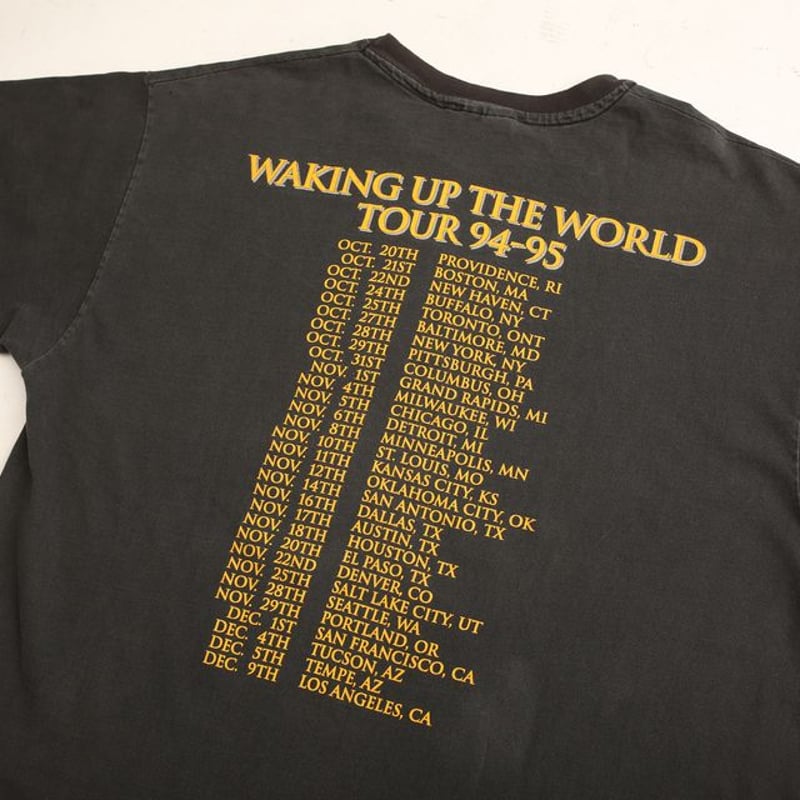 WAKING UP THE WORLD
TOUR 94-95
OCT. 20TH PROVIDENCE, RI
OCT. 21ST BOSTON, MA
OCT. 22ND NEW HAVEN, CT
OCT. 24TH BUFFALO, NY
OCT. 25TH TORONTO, ONT
OCT. 27TH BALTIMORE, MD
OCT. 28TH NEW YORK, NY
OCT. 29TH PITTSBURGH, PA
OCT. 31ST COLUMBUS, OH
NOV. 1ST GRAND RAPIDS, MI
NOV. 4TH MILWAUKEE, WI
NOV. 5TH CHICAGO, IL
NOV. 6TH DETROIT, MI
NOV. 8TH MINNEAPOLIS, MN
NOV. 10TH ST. LOUIS, MO
NOV. 11TH KANSAS CITY, KS
NOV. 12TH OKLAHOMA CITY, OK
NOV. 14TH SAN ANTONIO, TX
NOV. 16TH DALLAS, TX
NOV. 17TH AUSTIN, TX
NOV. 18TH HOUSTON, TX
NOV. 20TH EL PASO, TX
NOV. 22ND DENVER, CO
NOV. 25TH SALT LAKE CITY, UT
NOV. 28TH SEATTLE, WA
NOV. 29TH PORTLAND, OR
DEC. 1ST SAN FRANCISCO, CA
DEC. 4TH TUCSON, AZ
DEC. 5TH TEMPE, AZ
DEC. 9TH LOS ANGELES, CA